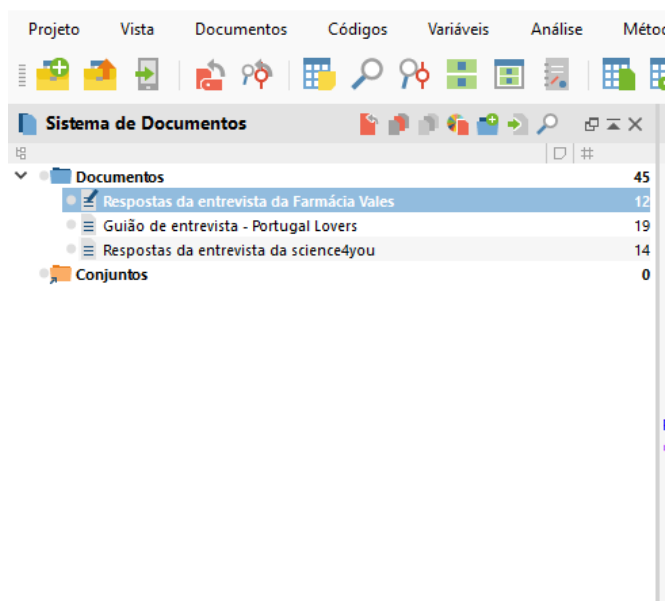 Projeto Vista Documentos Códigos Variáveis Análise
Sistema de Documentos
#
Documentos 45
Respostas da entrevista da Farmácia Vales 12
Guião de entrevista - Portugal Lovers 19
Respostas da entrevista da science4you 14
Conjuntos 0